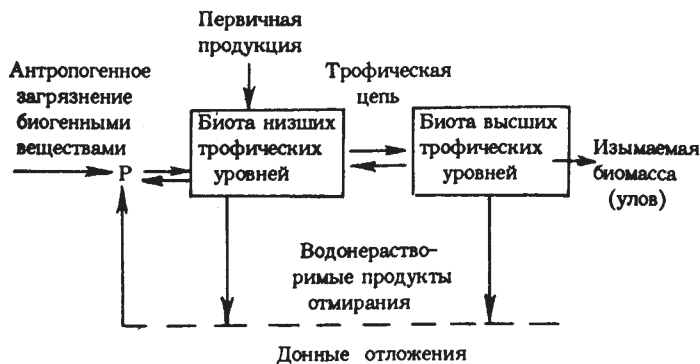 Первичная
продукция
Антропогенное
загрязнение
биогенными
веществами
P
Трофическая
цепь
Биота низших
трофических
уровней
Биота высших
трофических
уровней
Изымаемая
биомасса
(улов)
Водонераство-
римые продукты
отмирания
Донные отложения